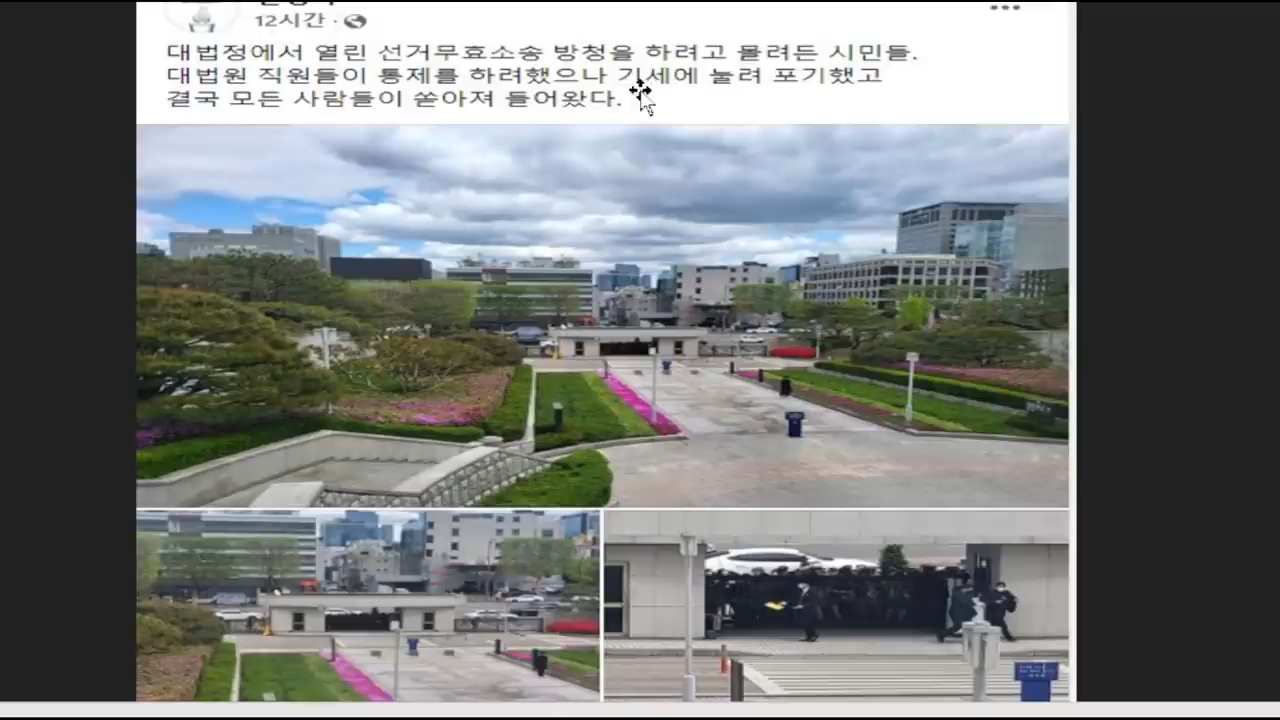 12시간 ·
대법정에서 열린 선거무효소송 방청을 하려고 몰려든 시민들.
대법원 직원들이 통제를 하려했으나 기세에 눌려 포기했고
결국 모든 사람들이 쏟아져 들어왔다.